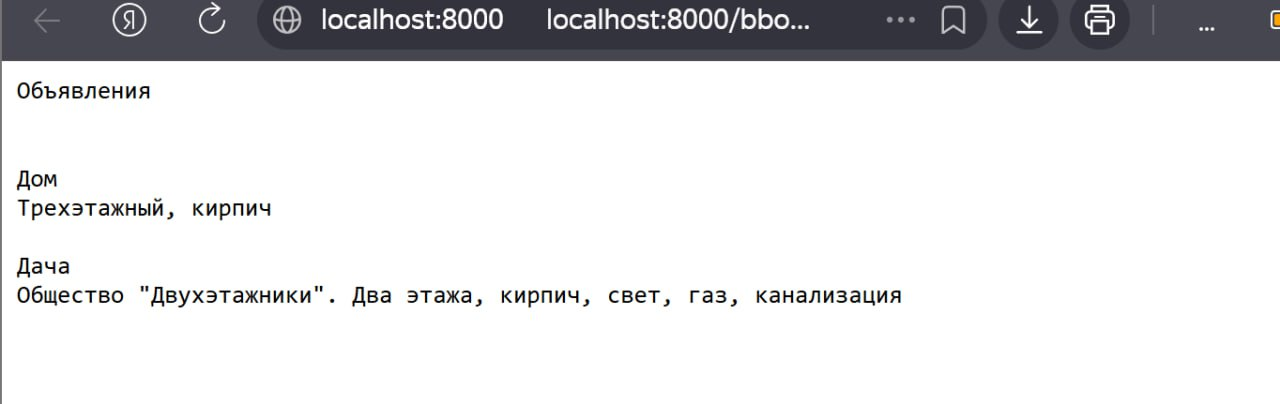 Я localhost:8000 localhost:8000/bbo... ...
Объявления
Дом
Трехэтажный, кирпич
Дача
Общество "Двухэтажники". Два этажа, кирпич, свет, газ, канализация